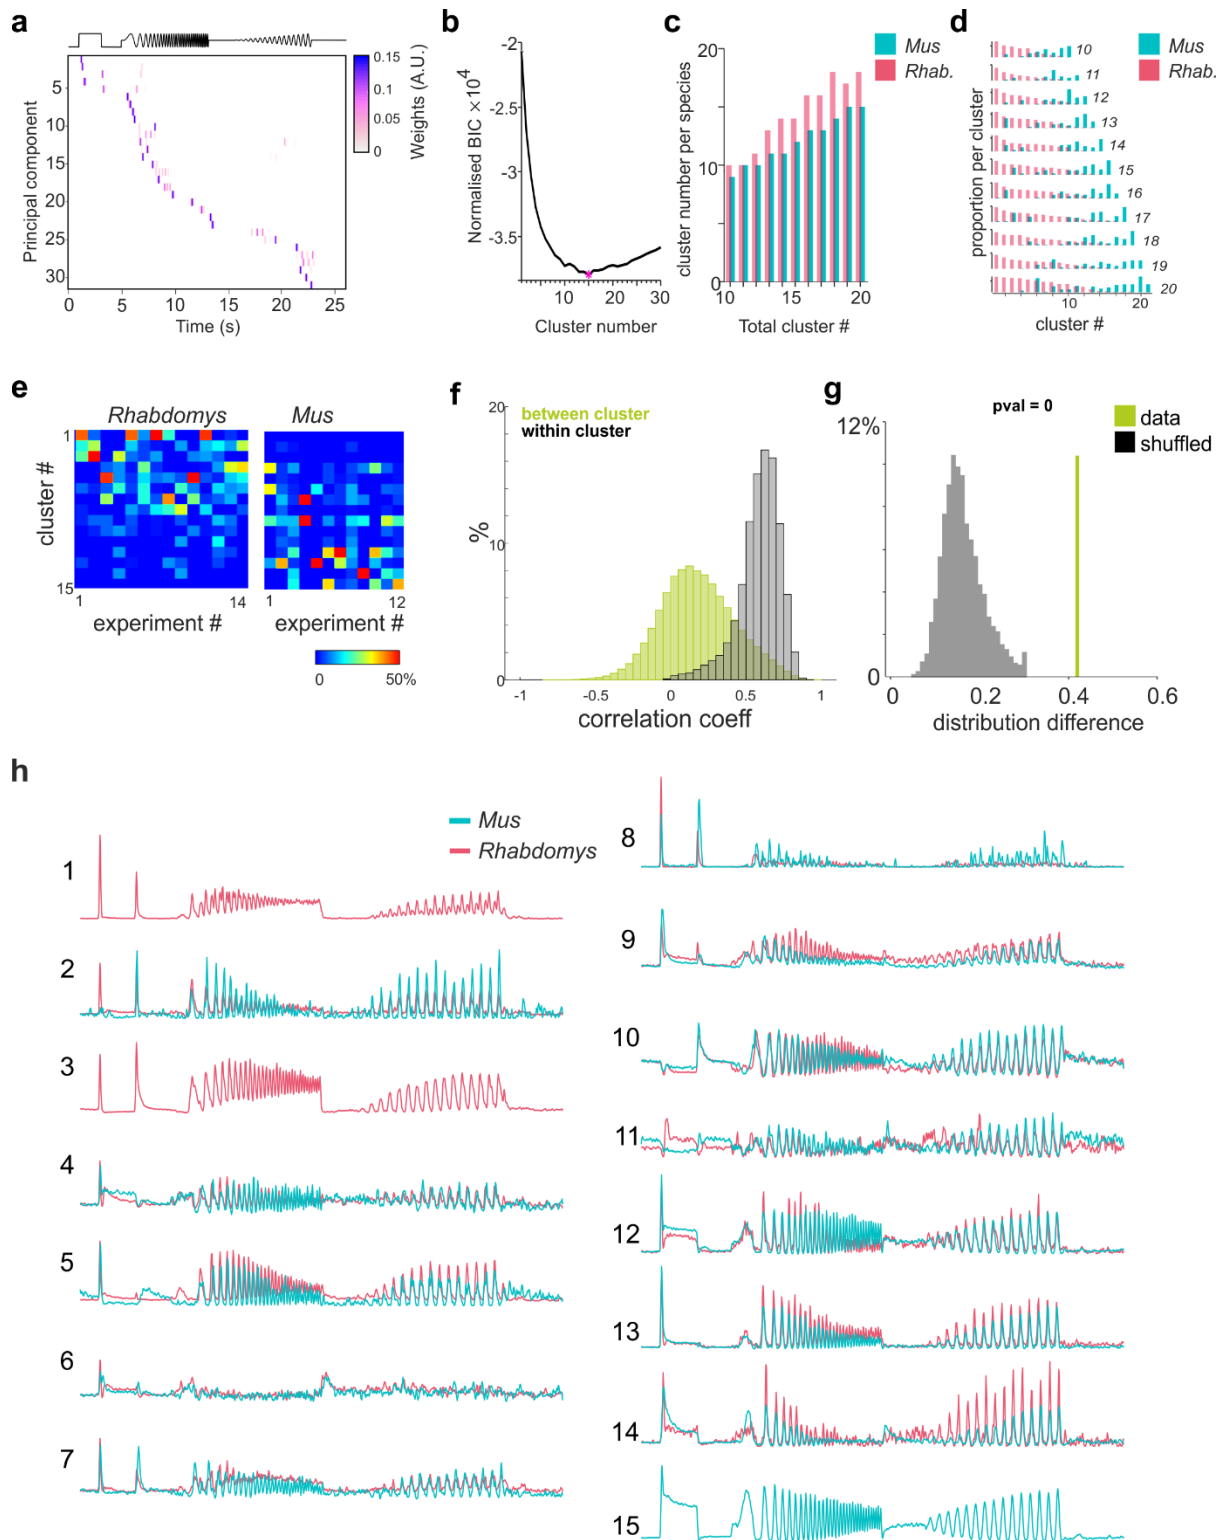 a
0.15
0.1
0.05
0
Weights (A.U.)
Principal component
5
10
15
20
25
30
0 5 10 15 20 25
Time (s)
b
Normalised BIC ×10⁴
-2
-2.5
-3
-3.5
10 20 30
Cluster number
c
Mus
Rhab.
cluster number per species
20
10
0
10 15 20
Total cluster #
d
Mus
Rhab.
proportion per cluster
10
11
12
13
14
15
16
17
18
19
20
10 20
cluster #
e
Rhabdomys Mus
cluster #
1
15
1 14
1 12
experiment # experiment #
0 50%
f
between cluster
within cluster
%
20
10
0
-1 -0.5 0 0.5 1
correlation coeff
g
pval = 0
data
shuffled
12%
0
0 0.2 0.4 0.6
distribution difference
h
Mus
Rhabdomys
1
2
3
4
5
6
7
8
9
10
11
12
13
14
15